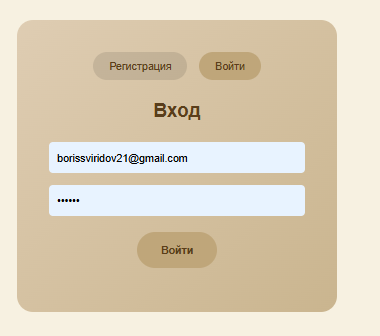 Регистрация Войти
Вход
borissviridov21@gmail.com
••••••
Войти